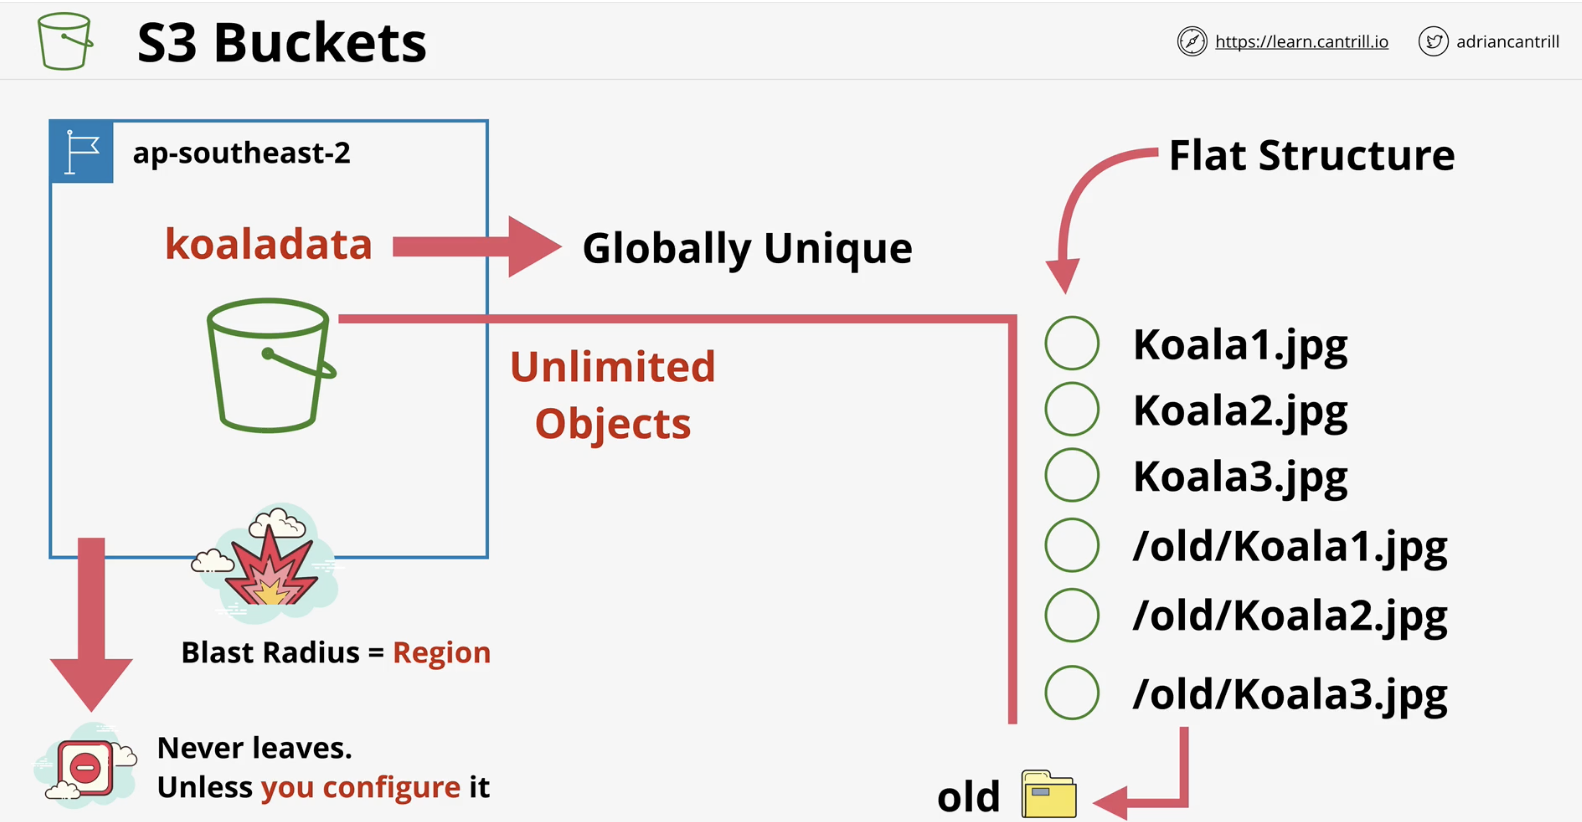 S3 Buckets
https://learn.cantrill.io
adriancantrill
ap-southeast-2
koaladata
Globally Unique
Unlimited
Objects
Blast Radius = Region
Never leaves.
Unless you configure it
Flat Structure
Koala1.jpg
Koala2.jpg
Koala3.jpg
/old/Koala1.jpg
/old/Koala2.jpg
/old/Koala3.jpg
old